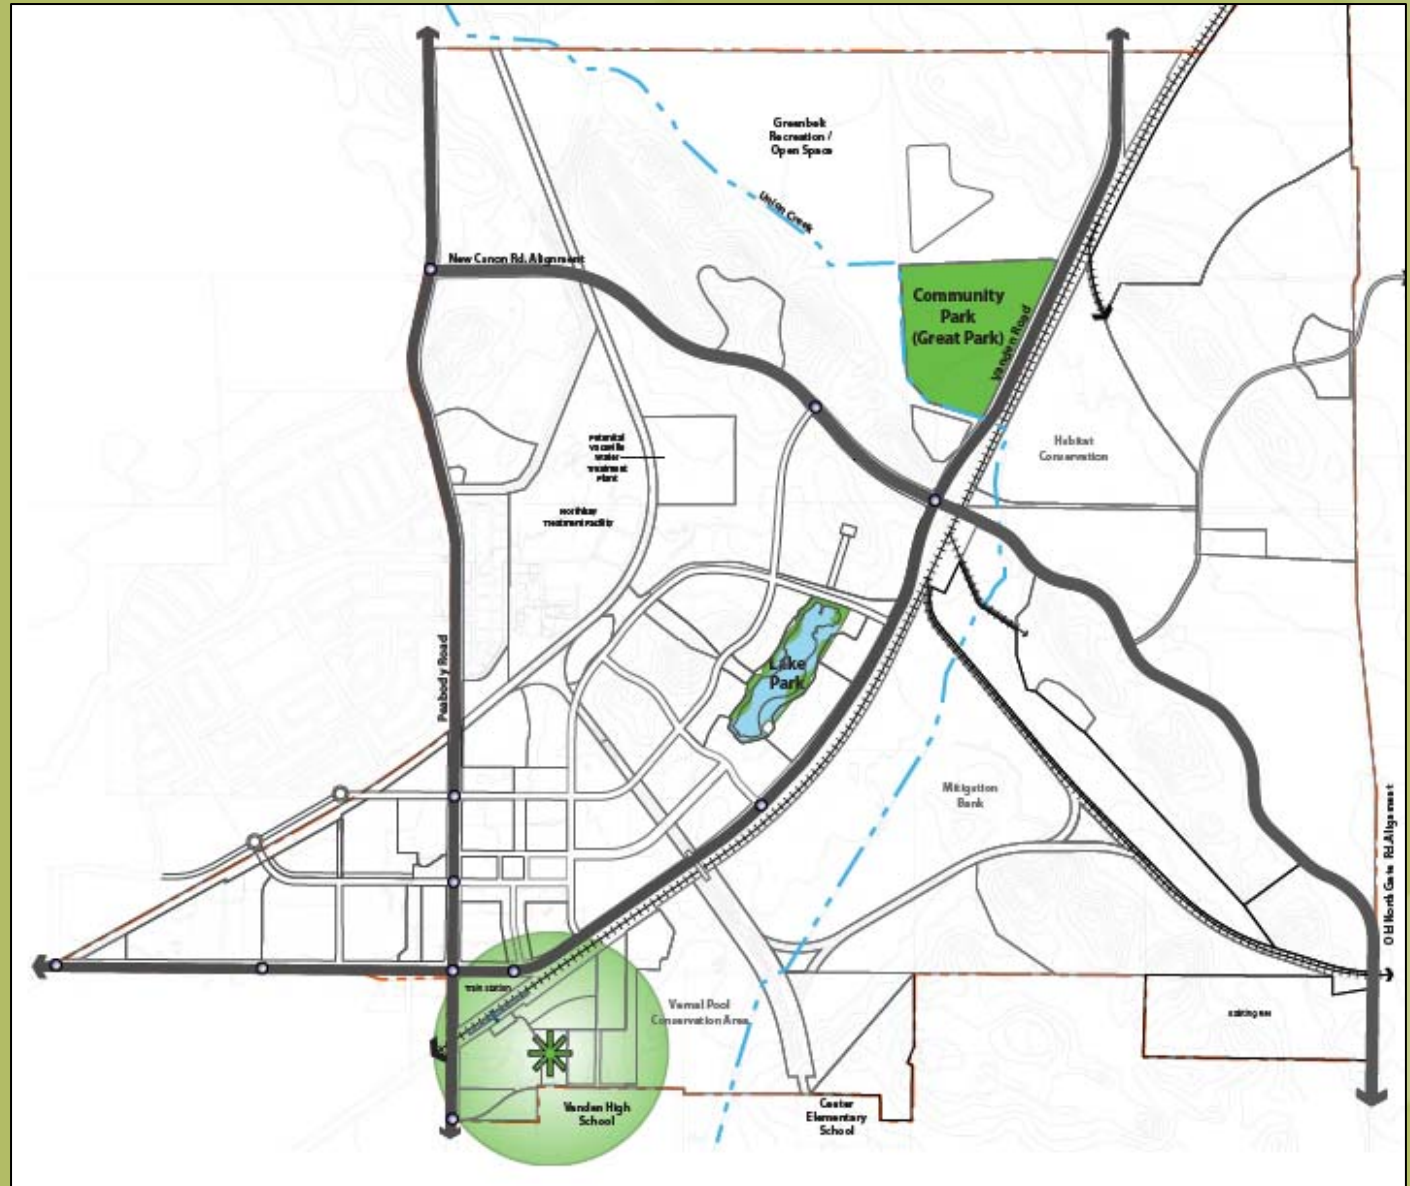 Greenbelt
Recreation /
Open Space
Union Creek
New Canon Rd. Alignment
Community
Park
(Great Park)
Vanden Road
Habitat
Conservation
Potential
Vacaville
Water
Treatment
Plant
Northbay
Treatment Facility
Lake
Park
Peabody Road
Mitigation
Bank
Old North Gate Rd. Alignment
Train Station
Vernal Pool
Conservation Area
Vanden High
School
Center
Elementary
School
Existing